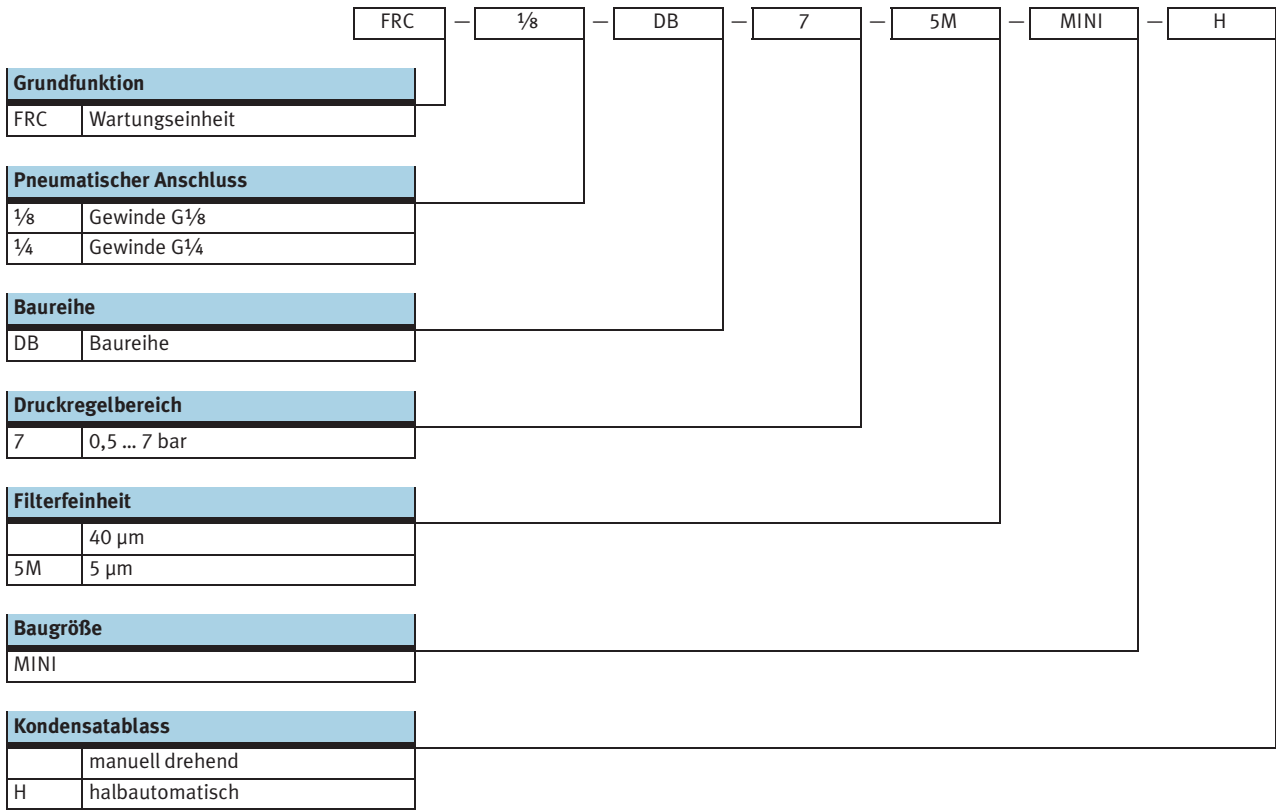 FRC — ⅛ — DB — 7 — 5M — MINI — H
Grundfunktion
FRC Wartungseinheit
Pneumatischer Anschluss
⅛ Gewinde G⅛
¼ Gewinde G¼
Baureihe
DB Baureihe
Druckregelbereich
7 0,5 ... 7 bar
Filterfeinheit
40 µm
5M 5 µm
Baugröße
MINI
Kondensatablass
manuell drehend
H halbautomatisch